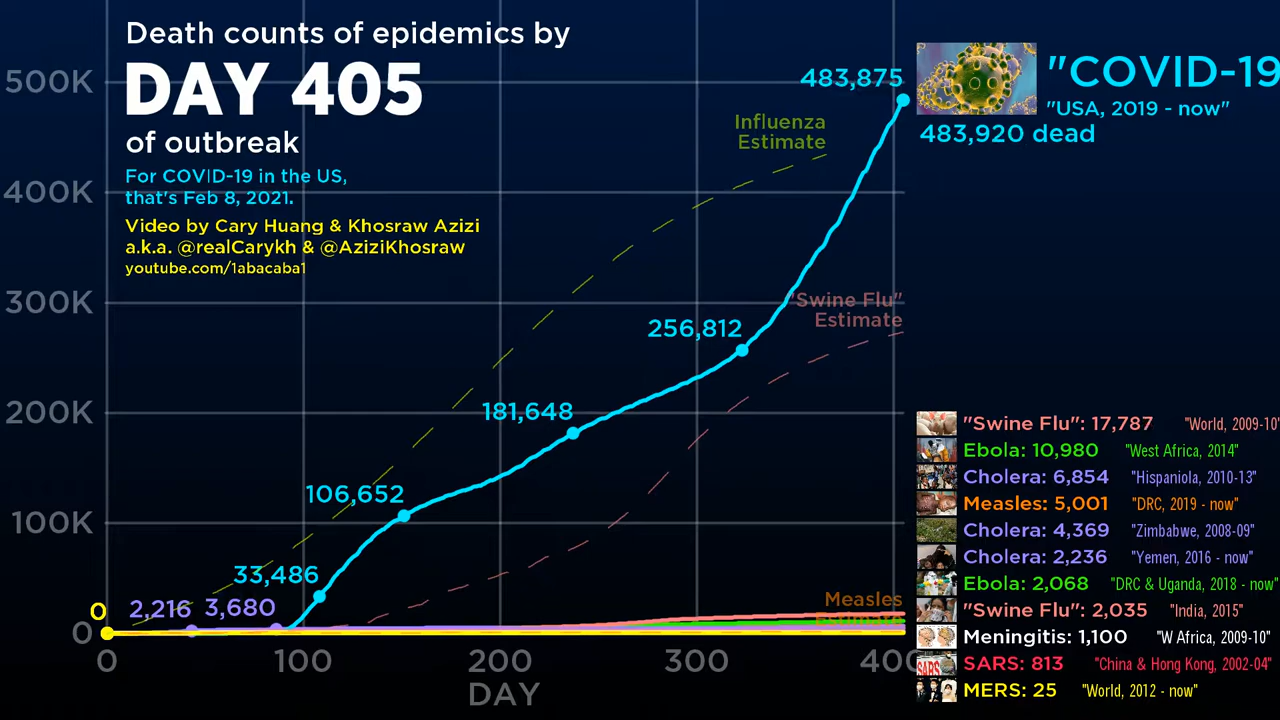 Death counts of epidemics by
DAY 405
of outbreak
For COVID-19 in the US,
that's Feb 8, 2021.
Video by Cary Huang & Khosraw Azizi
a.k.a. @realCarykh & @AziziKhosraw
youtube.com/1abacaba1
500K
400K
300K
200K
100K
0
0
100
200
300
400
DAY
0
2,216
3,680
33,486
106,652
181,648
256,812
483,875
Influenza
Estimate
"Swine Flu"
Estimate
Measles
Estimate
"COVID-19
"USA, 2019 - now"
483,920 dead
"Swine Flu": 17,787 "World, 2009-10"
Ebola: 10,980 "West Africa, 2014"
Cholera: 6,854 "Hispaniola, 2010-13"
Measles: 5,001 "DRC, 2019 - now"
Cholera: 4,369 "Zimbabwe, 2008-09"
Cholera: 2,236 "Yemen, 2016 - now"
Ebola: 2,068 "DRC & Uganda, 2018 - now"
"Swine Flu": 2,035 "India, 2015"
Meningitis: 1,100 "W Africa, 2009-10"
SARS
SARS: 813 "China & Hong Kong, 2002-04"
MERS: 25 "World, 2012 - now"